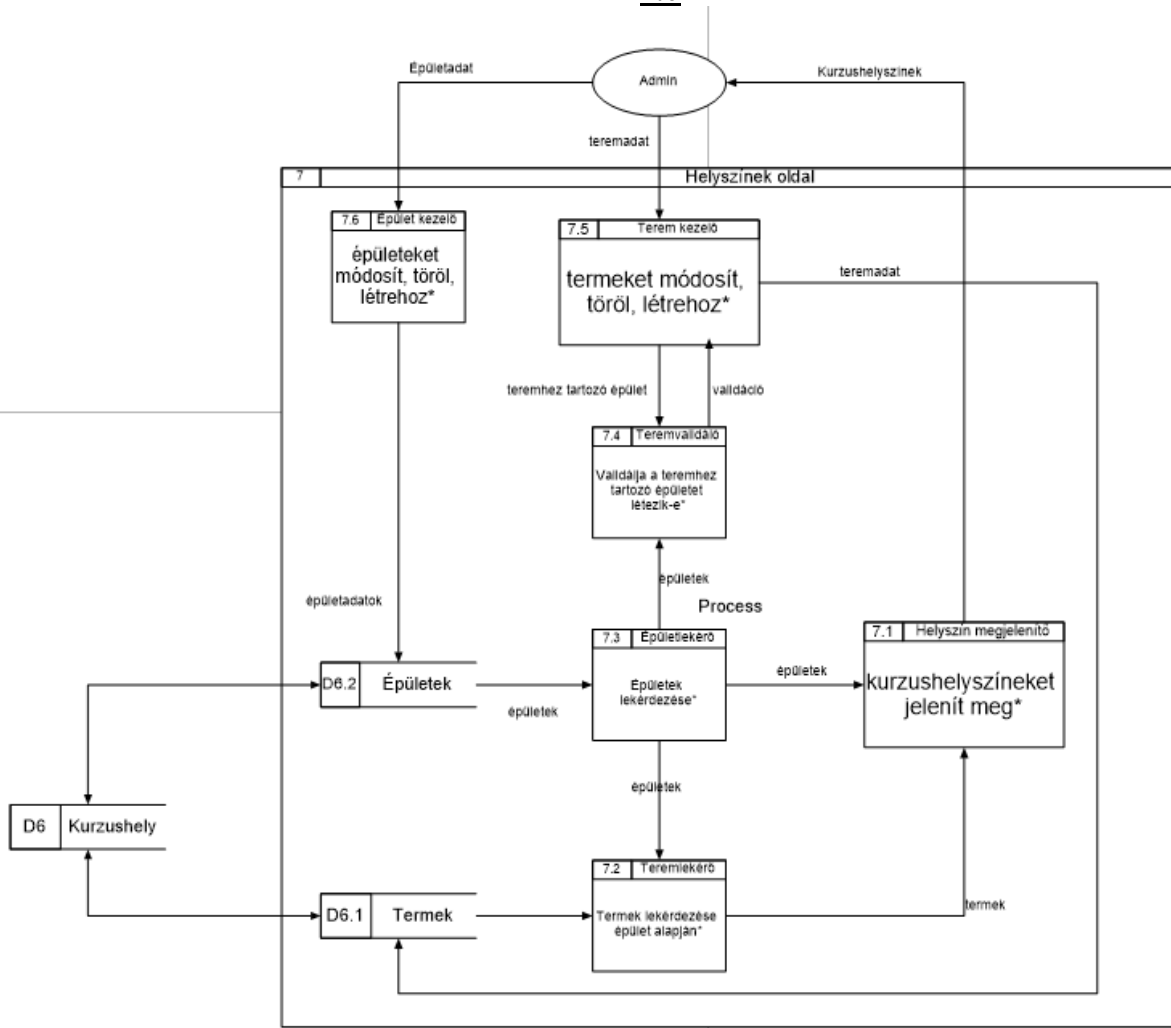 Épületadat
Admin
Kurzushelyszínek
teremadat
7
Helyszínek oldal
7.6 Épület kezelő
épületeket
módosít, töröl,
létrehoz*
7.5 Terem kezelő
termeket módosít,
töröl, létrehoz*
teremadat
teremhez tartozó épület
validáció
7.4 Teremvalidáló
Validálja a teremhez
tartozó épületet
létezik-e*
épületek
épületadatok
Process
7.3 Épületlekérő
Épületek
lekérdezése*
7.1 Helyszín megjelenítő
kurzushelyszíneket
jelenít meg*
D6.2 Épületek
épületek
épületek
épületek
D6 Kurzushely
7.2 Teremlekérő
Termek lekérdezése
épület alapján*
D6.1 Termek
termek